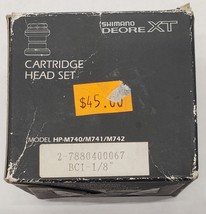 SHIMANO
DEORE XT
CARTRIDGE
HEAD SET
$45.00
MODEL HP-M740/M741/M742
2-7880400067
BC1-1/8"